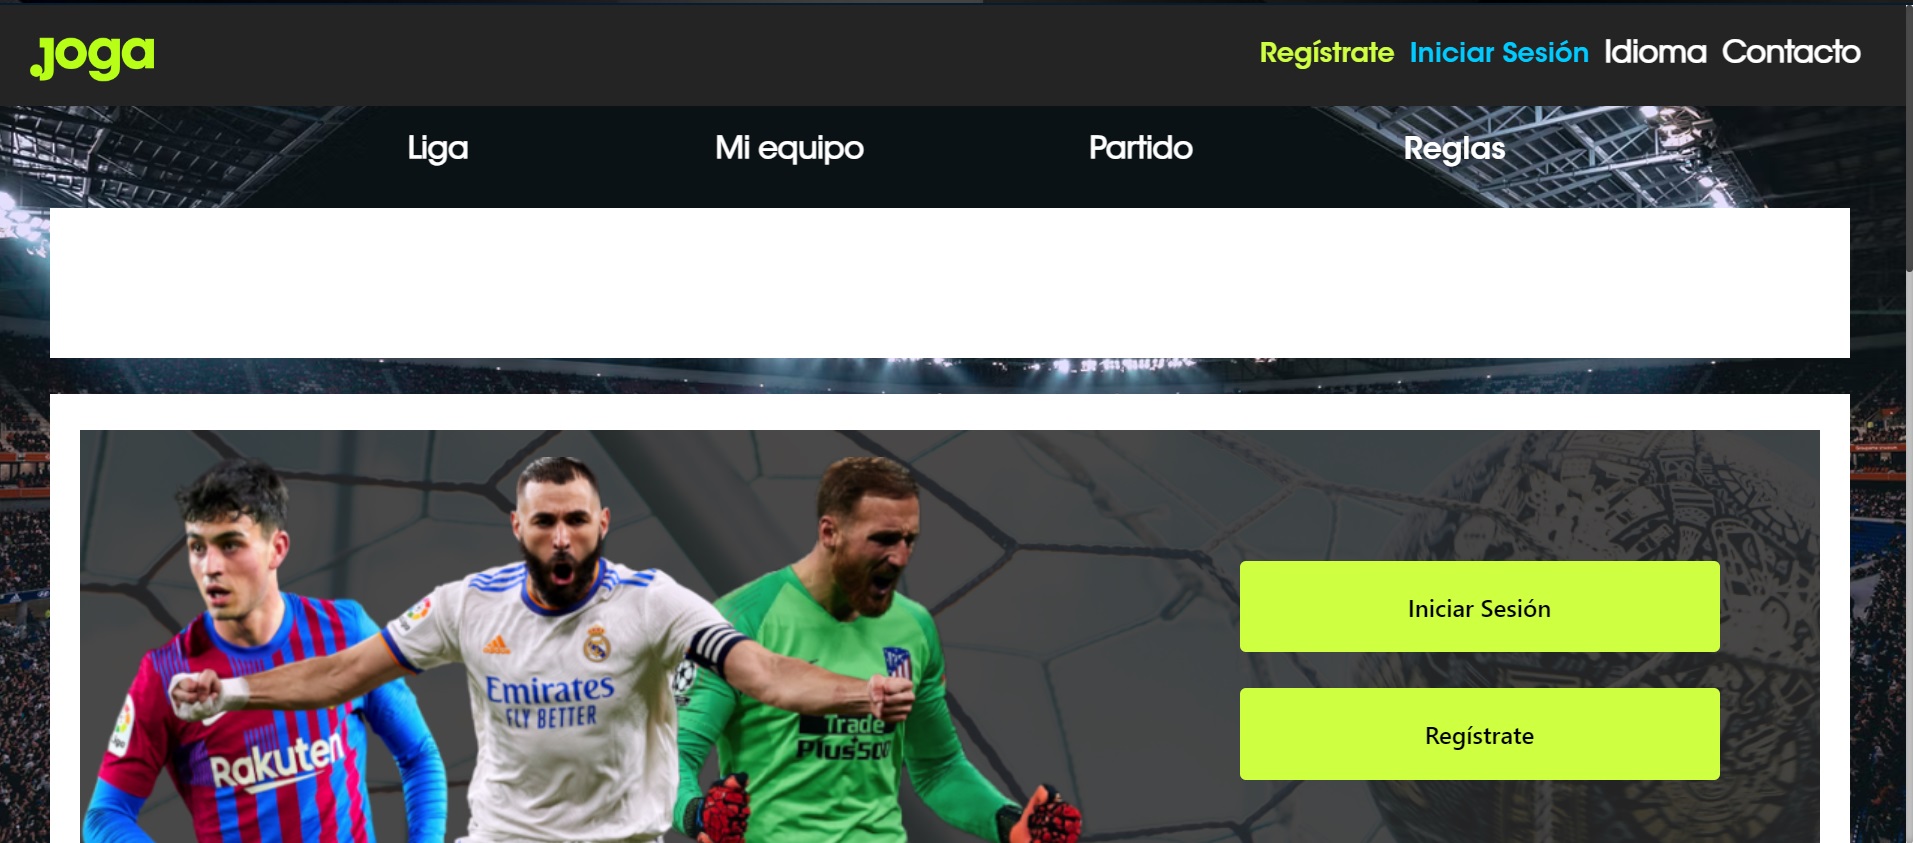 .joga
Regístrate Iniciar Sesión Idioma Contacto
Liga Mi equipo Partido Reglas
Emirates
FLY BETTER
Rakuten
Trade
Plus500
Iniciar Sesión
Regístrate